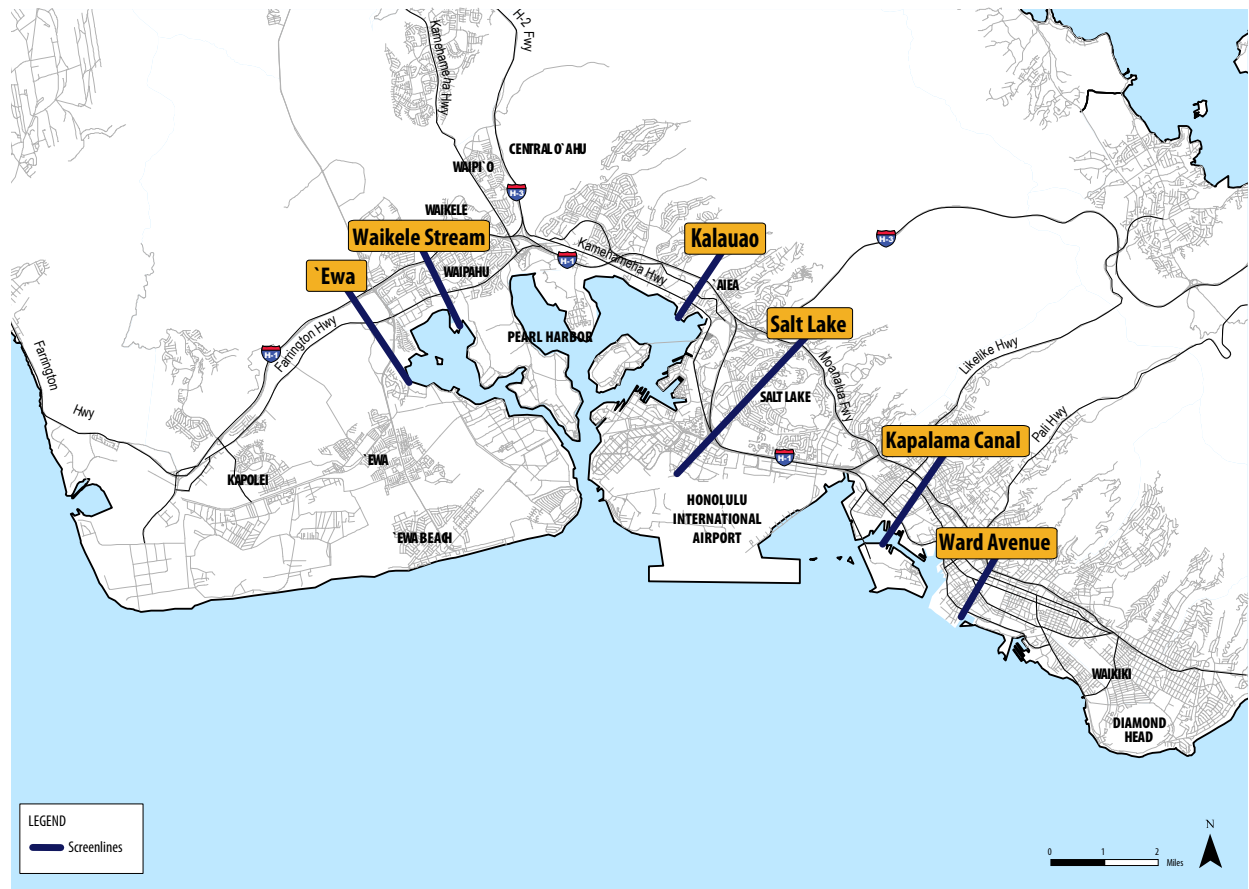 H-2 Fwy
Kamehameha Hwy
CENTRAL O`AHU
WAIPI`O
H-3
WAIKELE
Waikele Stream
Kalauao
Kamehameha Hwy
H-3
`Ewa
WAIPAHU
H-1
`AIEA
Salt Lake
Farrington Hwy
H-1
PEARL HARBOR
Farrington
Hwy
Moanalua Fwy
Likelike Hwy
SALT LAKE
Pali Hwy
Kapalama Canal
H-1
`EWA
KAPOLEI
HONOLULU
INTERNATIONAL
AIRPORT
`EWA BEACH
Ward Avenue
WAIKIKI
DIAMOND
HEAD
LEGEND
Screenlines
N
0 1 2
Miles